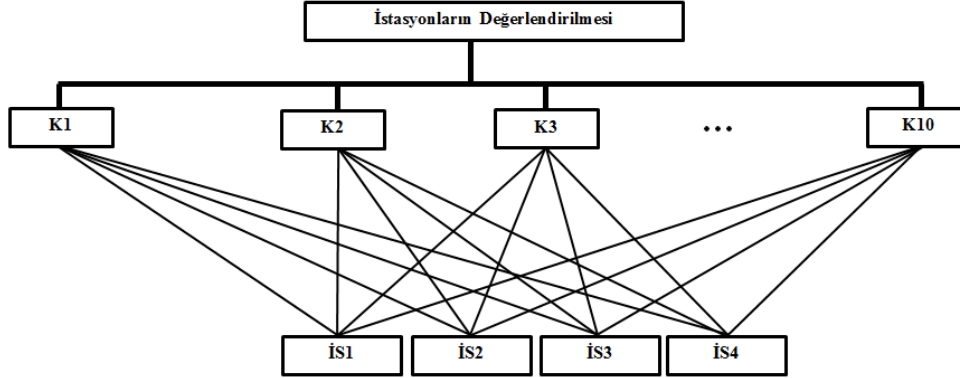 İstasyonların Değerlendirilmesi
K1
K2
K3
...
K10
İS1
İS2
İS3
İS4